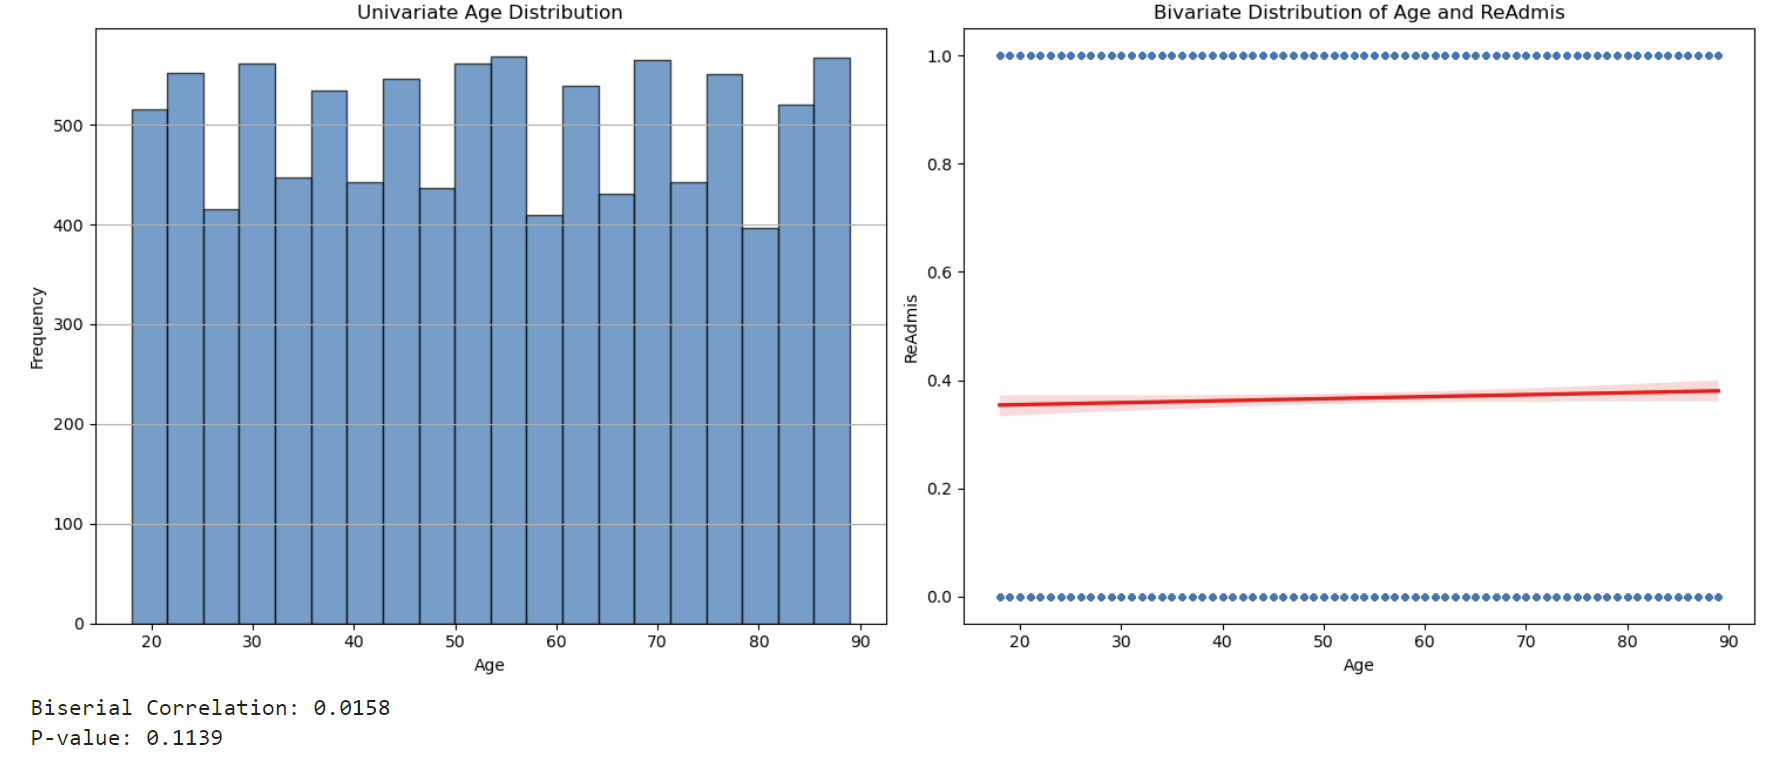 Univariate Age Distribution
500
400
300
200
100
0
20 30 40 50 60 70 80 90
Frequency
Age
Bivariate Distribution of Age and ReAdmis
1.0
0.8
0.6
0.4
0.2
0.0
20 30 40 50 60 70 80 90
ReAdmis
Age
Biserial Correlation: 0.0158
P-value: 0.1139